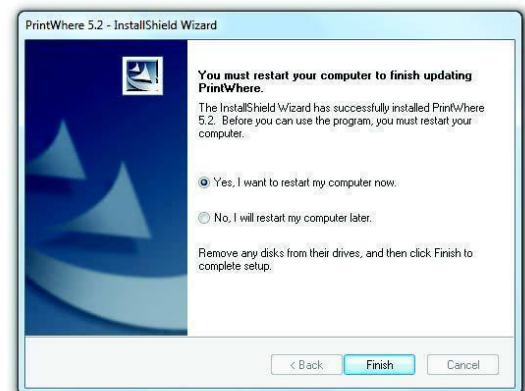 PrintWhere 5.2 - InstallShield Wizard
You must restart your computer to finish updating
PrintWhere.
The InstallShield Wizard has successfully installed PrintWhere
5.2. Before you can use the program, you must restart your
computer.
Yes, I want to restart my computer now.
No, I will restart my computer later.
Remove any disks from their drives, and then click Finish to
complete setup.
< Back Finish Cancel